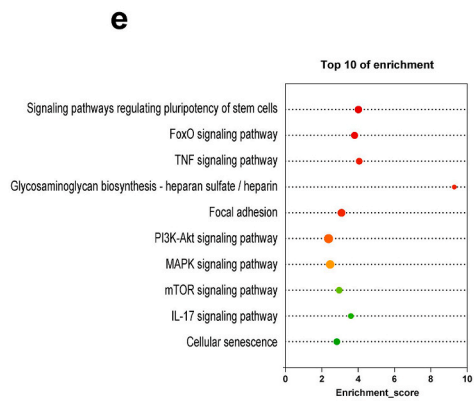 e
Top 10 of enrichment
Signaling pathways regulating pluripotency of stem cells
FoxO signaling pathway
TNF signaling pathway
Glycosaminoglycan biosynthesis - heparan sulfate / heparin
Focal adhesion
PI3K-Akt signaling pathway
MAPK signaling pathway
mTOR signaling pathway
IL-17 signaling pathway
Cellular senescence
0 2 4 6 8 10
Enrichment_score